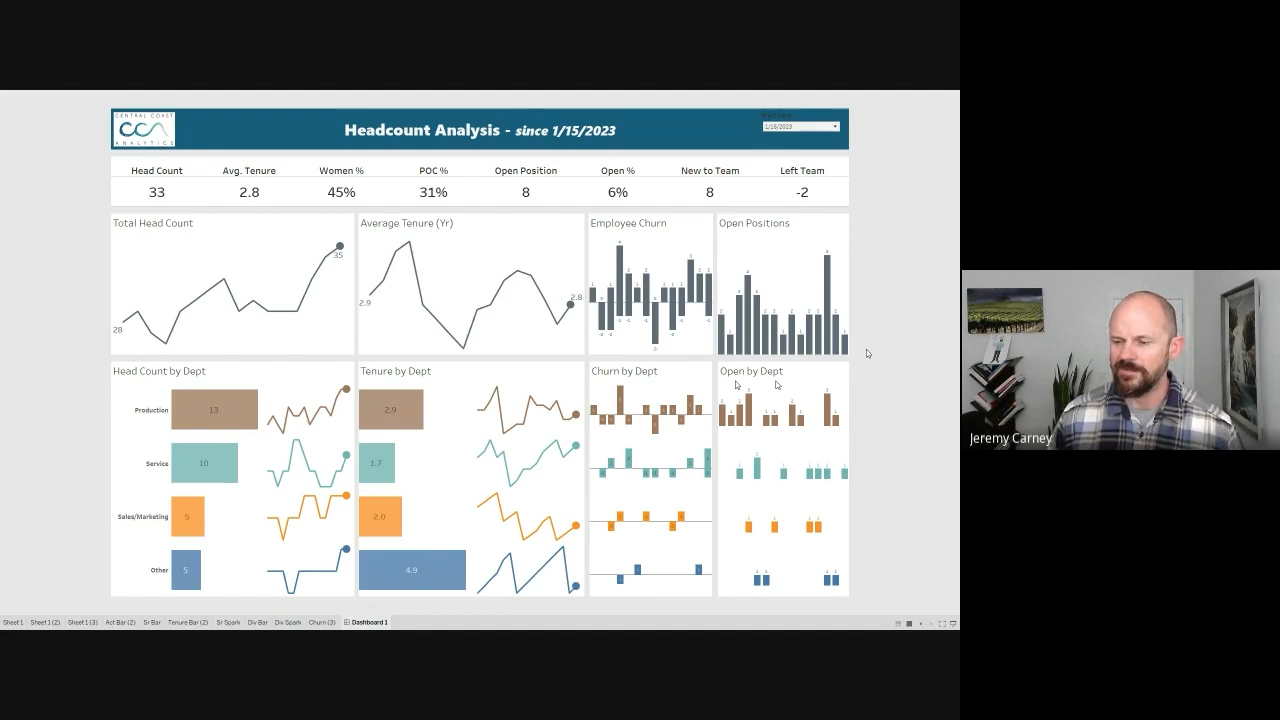 CENTRAL COAST
CCA
ANALYTICS
Headcount Analysis - since 1/15/2023
1/15/2023
Head Count
Avg. Tenure
Women %
POC %
Open Position
Open %
New to Team
Left Team
33
2.8
45%
31%
8
6%
8
-2
Total Head Count
Average Tenure (Yr)
Employee Churn
Open Positions
28
35
2.9
2.8
Head Count by Dept
Tenure by Dept
Churn by Dept
Open by Dept
Production
13
2.9
Service
10
1.7
Sales/Marketing
5
2.0
Other
5
4.9
Jeremy Carney
Sheet 1
Sheet 1 (2)
Sheet 1 (3)
Act Bar (2)
Sr Bar
Tenure Bar (2)
Sr Spark
Div Bar
Div Spark
Churn (3)
Dashboard 1